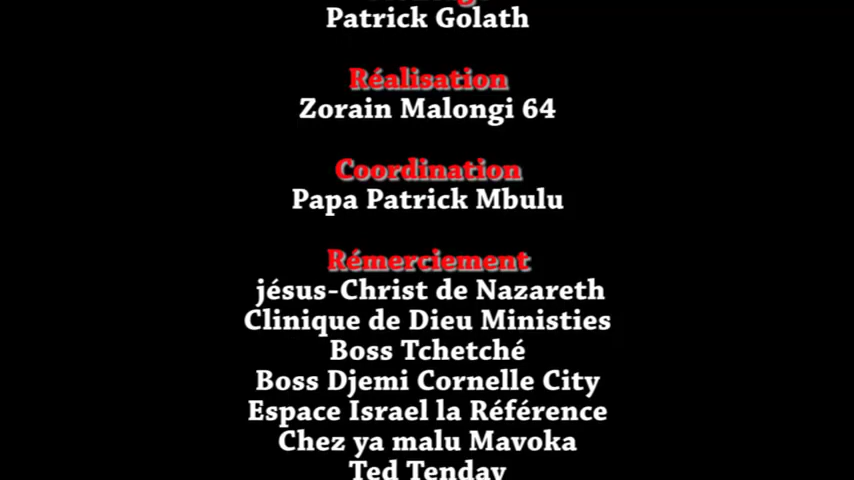 Patrick Golath
Réalisation
Zorain Malongi 64
Coordination
Papa Patrick Mbulu
Rémerciement
jésus-Christ de Nazareth
Clinique de Dieu Ministies
Boss Tchetché
Boss Djemi Cornelle City
Espace Israel la Référence
Chez ya malu Mavoka
Ted Tenday